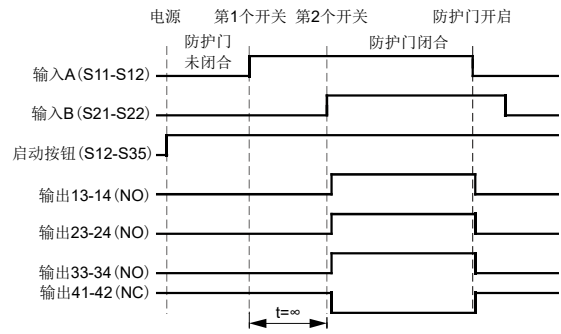 电源 第1个开关 第2个开关 防护门开启
防护门
未闭合
防护门闭合
输入A(S11-S12)
输入B(S21-S22)
启动按钮(S12-S35)
输出13-14(NO)
输出23-24(NO)
输出33-34(NO)
输出41-42(NC)
t=∞